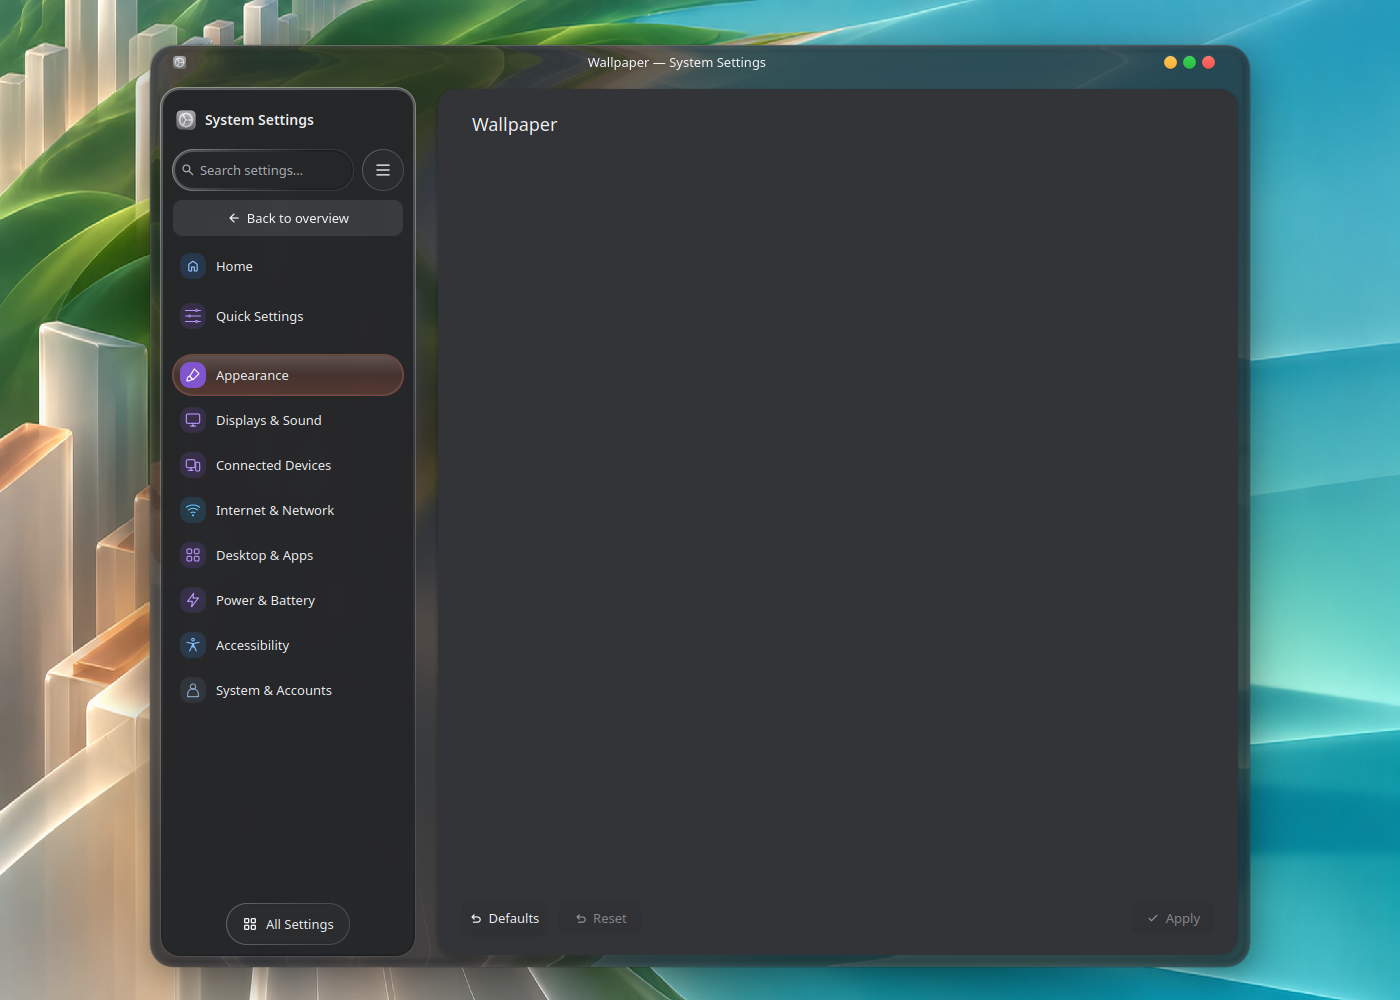 Wallpaper — System Settings
System Settings
Search settings...
Back to overview
Home
Quick Settings
Appearance
Displays & Sound
Connected Devices
Internet & Network
Desktop & Apps
Power & Battery
Accessibility
System & Accounts
All Settings
Wallpaper
Defaults
Reset
Apply